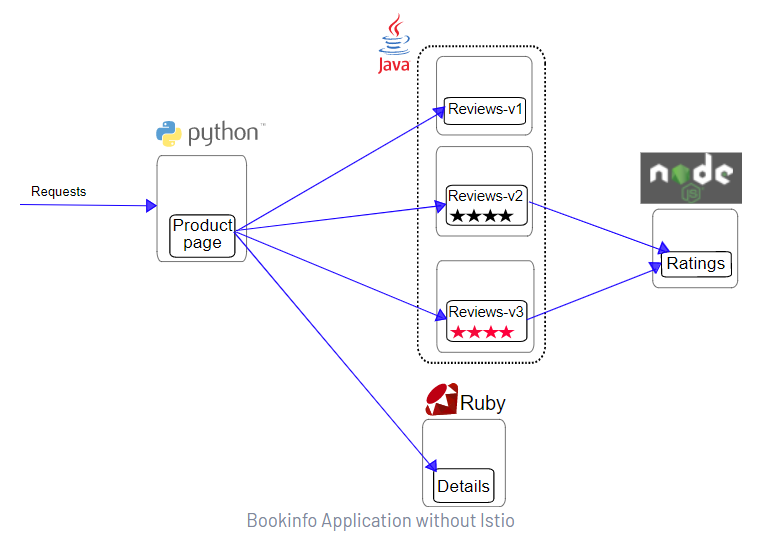 Java
Reviews-v1
python™
Requests
Product
page
Reviews-v2
Reviews-v3
node
JS
Ratings
Ruby
Details
Bookinfo Application without Istio